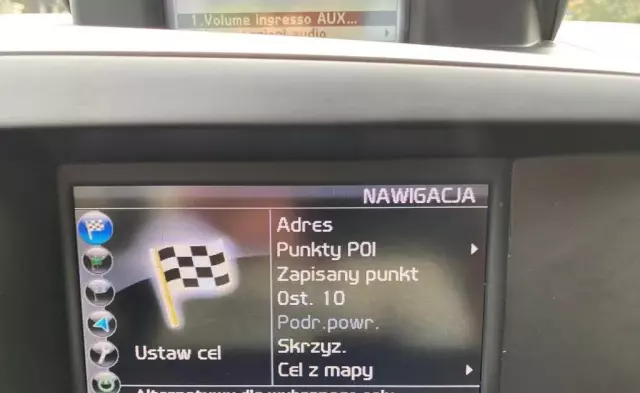 1.Volume ingresso AUX...
audio
NAWIGACJA
Adres
Punkty POI
Zapisany punkt
Ost. 10
Podr.powr.
Skrzyż.
Cel z mapy
Ustaw cel